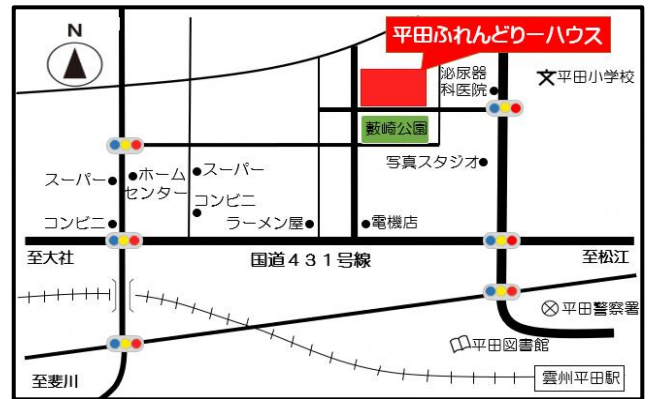 N
平田ふれんどりーハウス
泌尿器
科医院
平田小学校
藪崎公園
写真スタジオ
スーパー
ホーム
センター
スーパー
コンビニ
コンビニ
ラーメン屋
電機店
至大社
国道431号線
至松江
平田警察署
平田図書館
至斐川
雲州平田駅